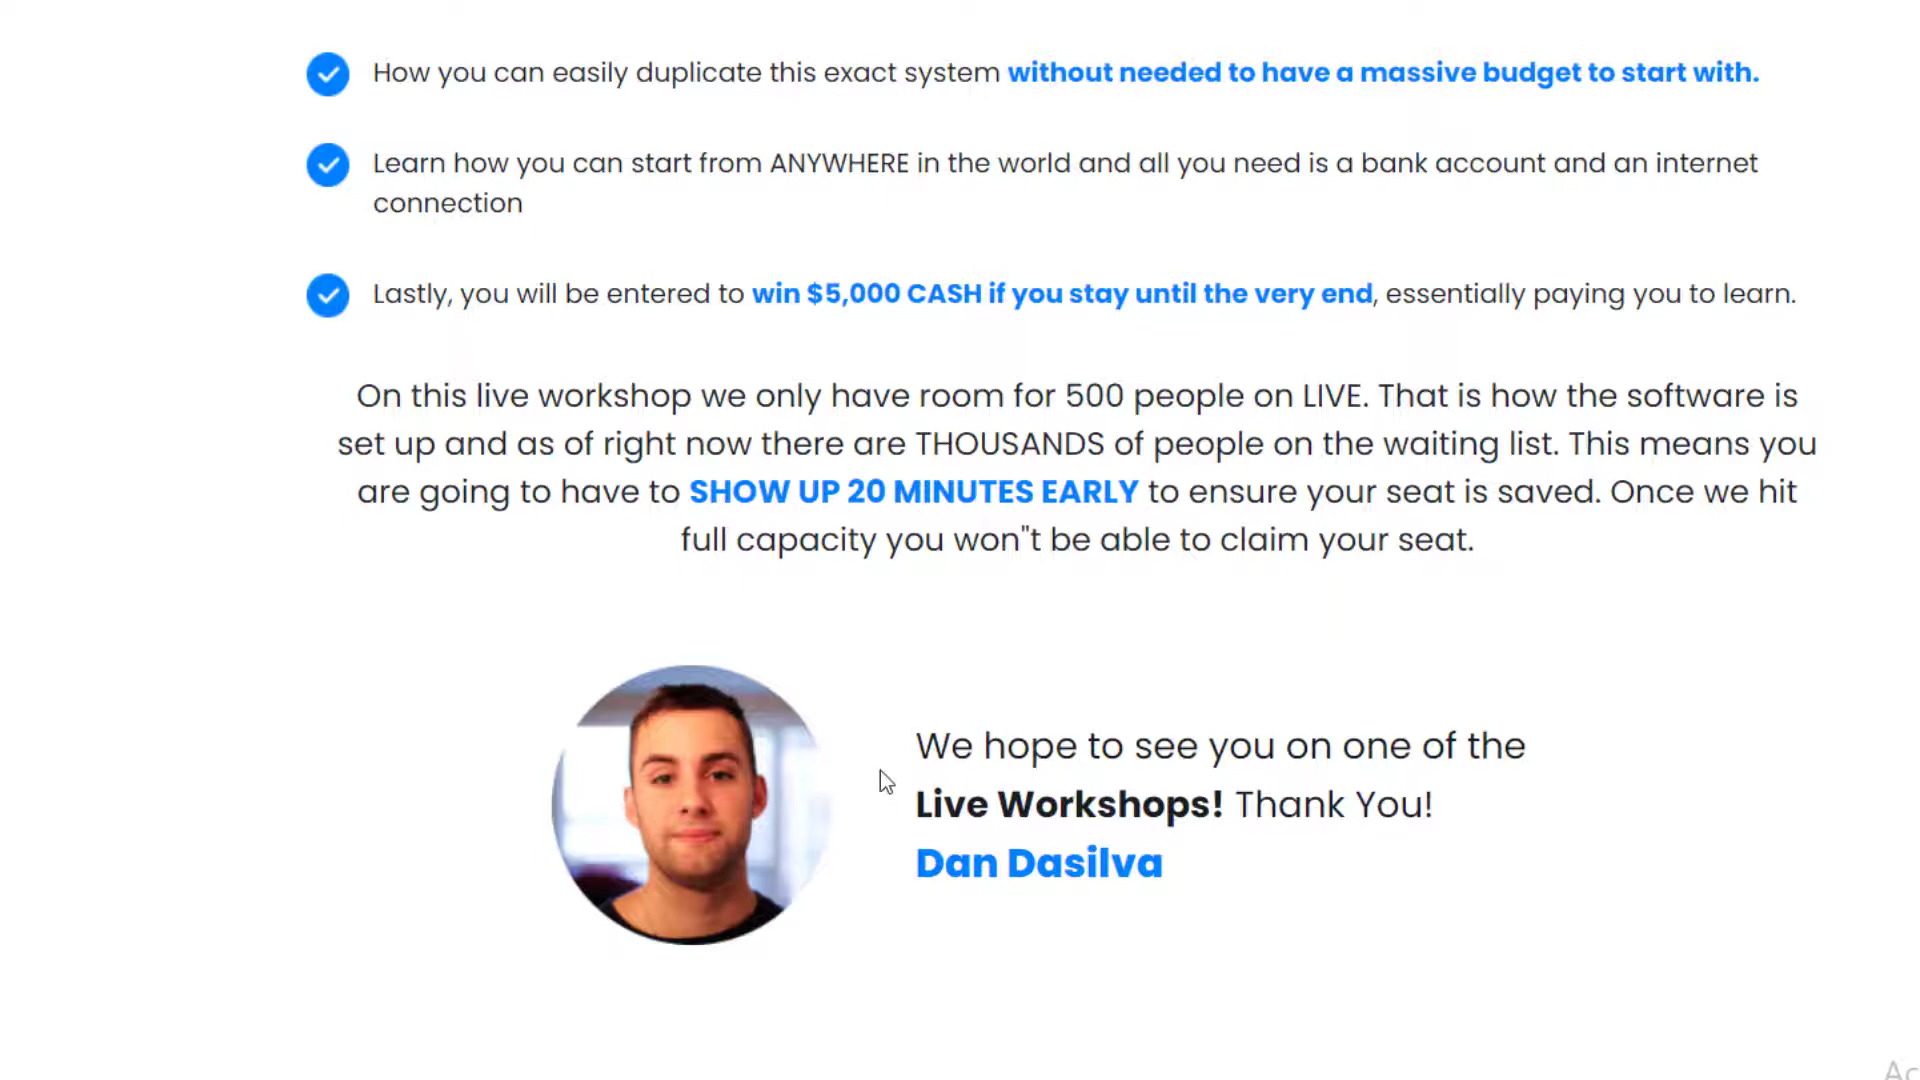 How you can easily duplicate this exact system without needed to have a massive budget to start with.
Learn how you can start from ANYWHERE in the world and all you need is a bank account and an internet
connection
Lastly, you will be entered to win $5,000 CASH if you stay until the very end, essentially paying you to learn.
On this live workshop we only have room for 500 people on LIVE. That is how the software is
set up and as of right now there are THOUSANDS of people on the waiting list. This means you
are going to have to SHOW UP 20 MINUTES EARLY to ensure your seat is saved. Once we hit
full capacity you won"t be able to claim your seat.
We hope to see you on one of the
Live Workshops! Thank You!
Dan Dasilva